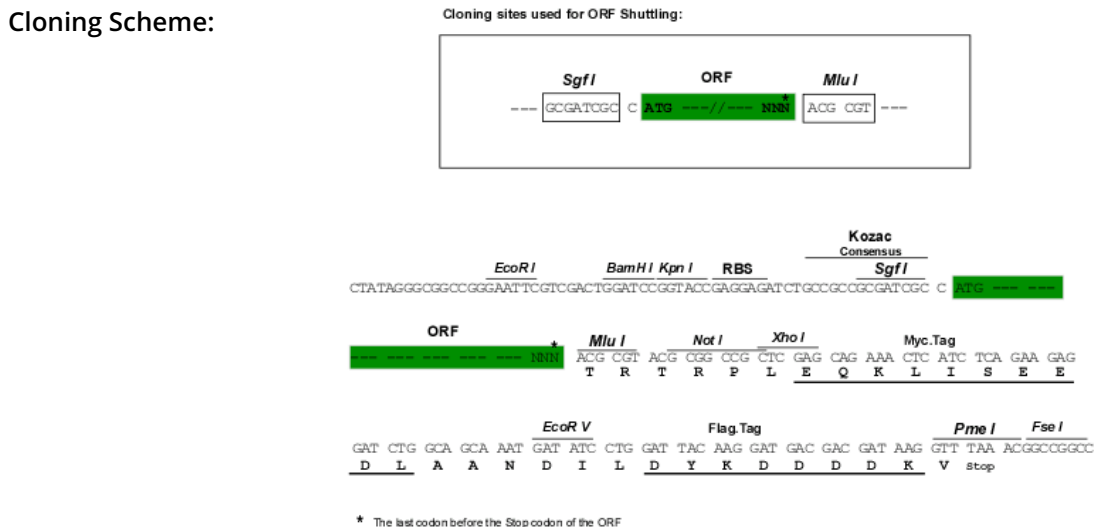 Cloning Scheme:
Cloning sites used for ORF Shuttling:
Sgf I ORF Mlu I
*
--- GCGATCGC C ATG ---//--- NNN ACG CGT ---
Kozac
Consensus
EcoR I BamH I Kpn I RBS Sgf I
CTATAGGGCGGCCGGGAATTCGTCGACTGGATCCGGTACCGAGGAGATCTGCCGCCGCGATCGC C ATG --- ---
ORF * Mlu I Not I Xho I Myc.Tag
--- --- --- --- --- --- NNN ACG CGT ACG CGG CCG CTC GAG CAG AAA CTC ATC TCA GAA GAG
T R T R P L E Q K L I S E E
EcoR V Flag.Tag Pme I Fse I
GAT CTG GCA GCA AAT GAT ATC CTG GAT TAC AAG GAT GAC GAC GAT AAG GTT TAA ACGGCCGGCC
D L A A N D I L D Y K D D D D K V Stop
* The last codon before the Stop codon of the ORF